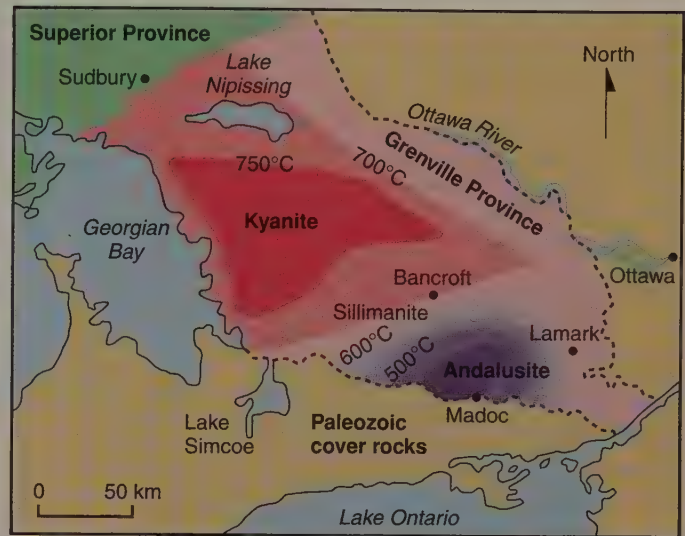 Superior Province
Sudbury
Lake
Nipissing
North
Ottawa River
750°C
700°C
Grenville Province
Kyanite
Georgian
Bay
Bancroft
Ottawa
Sillimanite
600°C
500°C
Lamark
Andalusite
Madoc
Lake
Simcoe
Paleozoic
cover rocks
0 50 km
Lake Ontario